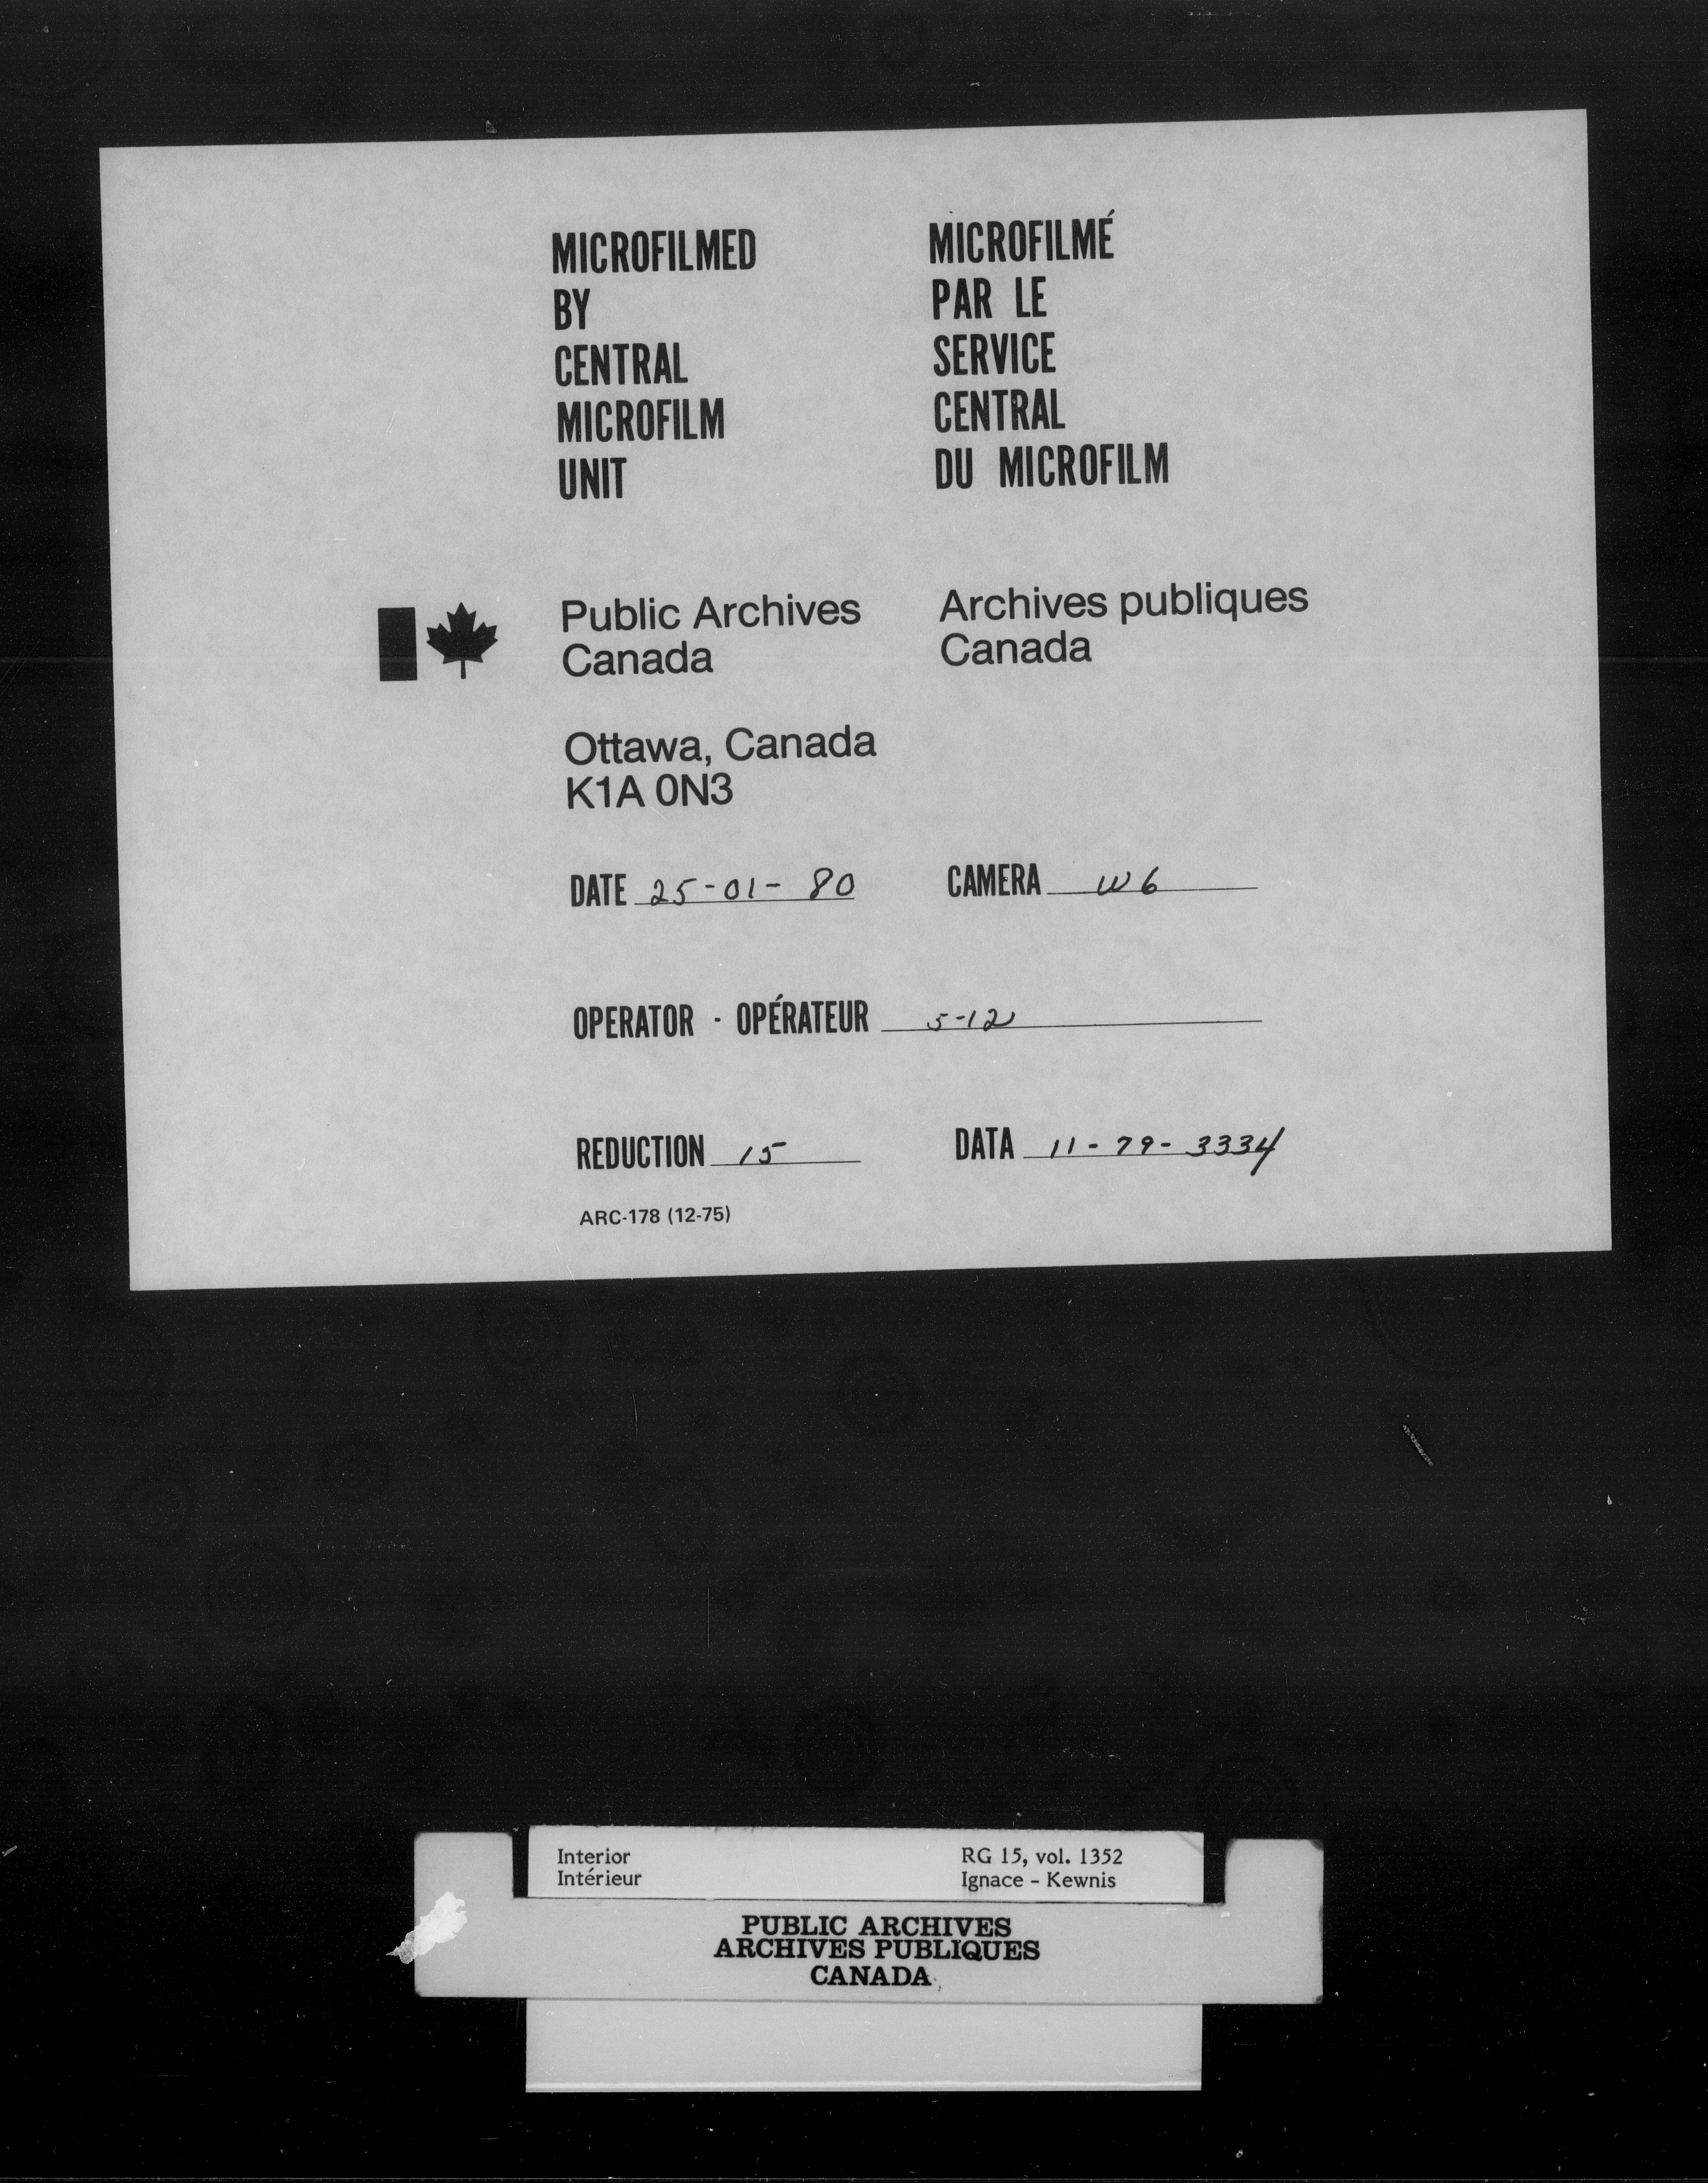 MICROFILMED
BY
CENTRAL
MICROFILM
UNIT
MICROFILMÉ
PAR LE
SERVICE
CENTRAL
DU MICROFILM
Public Archives
Canada
Archives publiques
Canada
Ottawa, Canada
K1A 0N3
DATE 25-01-80
CAMERA W6
OPERATOR - OPÉRATEUR 5-12
REDUCTION 15
DATA 11-79-3334
ARC-178 (12-75)
Interior
Intérieur
RG 15, vol. 1352
Ignace - Kewnis
PUBLIC ARCHIVES
ARCHIVES PUBLIQUES
CANADA